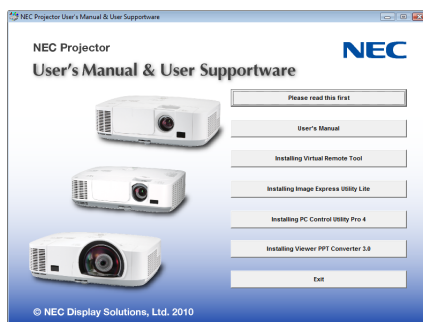 NEC Projector User's Manual & User Supportware
NEC Projector
NEC
User's Manual & User Supportware
Please read this first
User's Manual
Installing Virtual Remote Tool
Installing Image Express Utility Lite
Installing PC Control Utility Pro 4
Installing Viewer PPT Converter 3.0
Exit
© NEC Display Solutions, Ltd. 2010